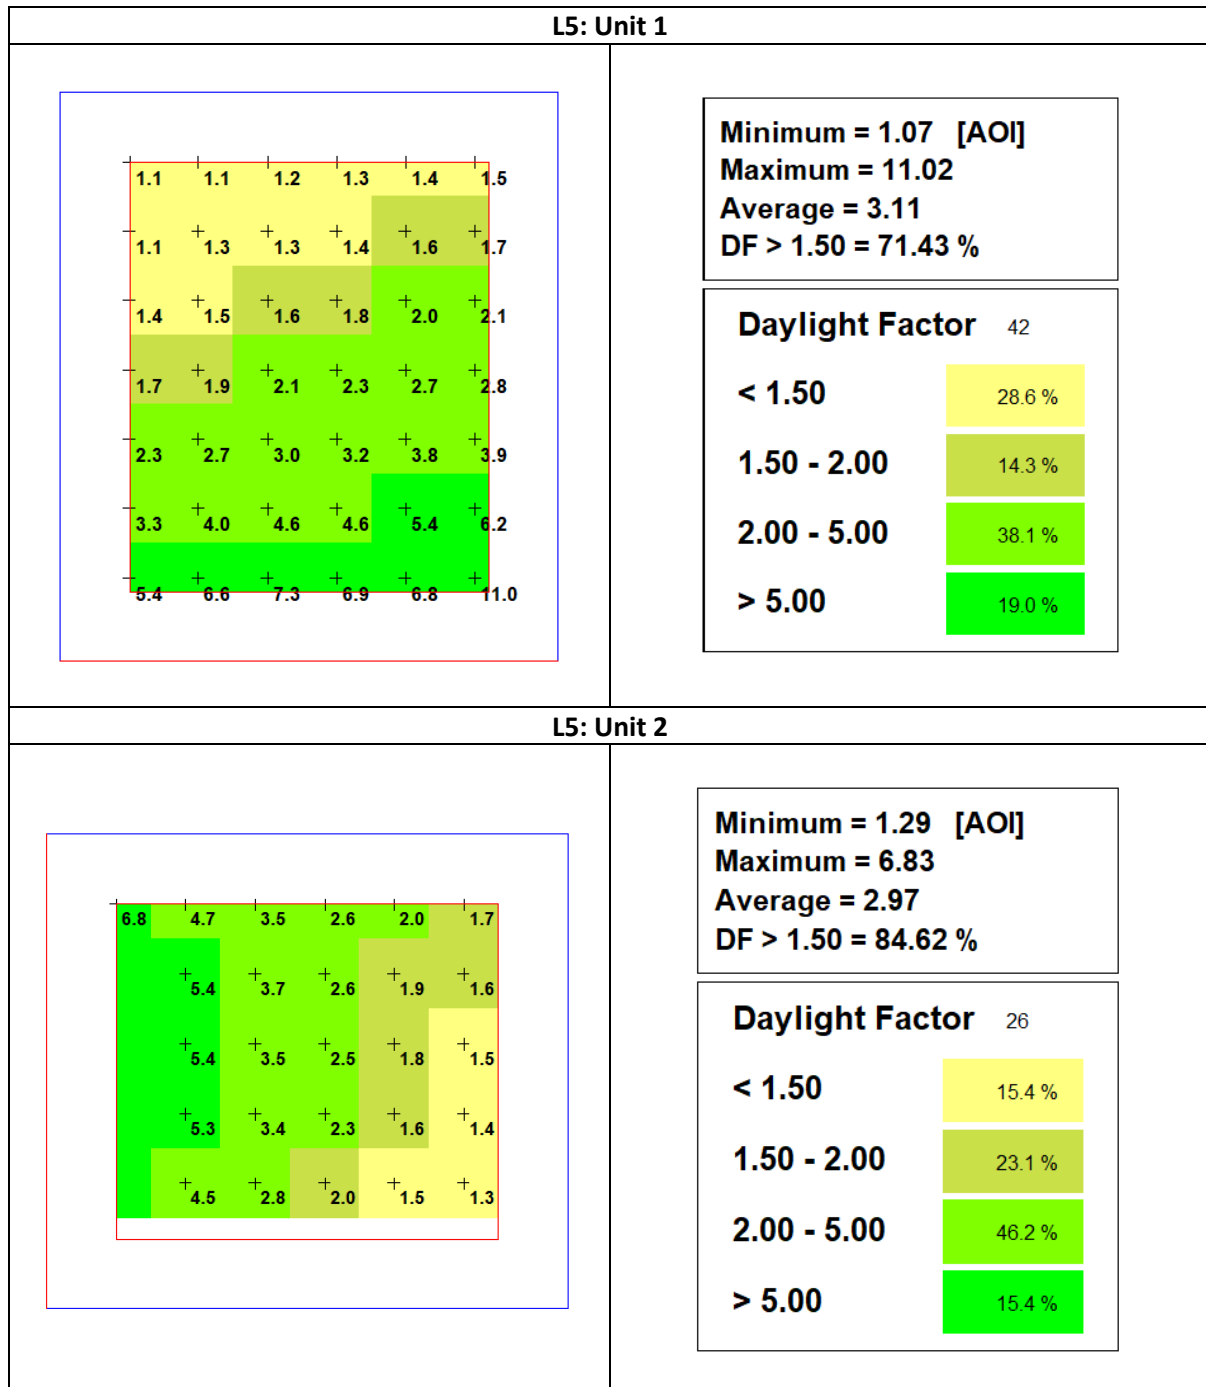 L5: Unit 1
1.1 1.1 1.2 1.3 1.4 1.5
1.1 1.3 1.3 1.4 1.6 1.7
1.4 1.5 1.6 1.8 2.0 2.1
1.7 1.9 2.1 2.3 2.7 2.8
2.3 2.7 3.0 3.2 3.8 3.9
3.3 4.0 4.6 4.6 5.4 6.2
5.4 6.6 7.3 6.9 6.8 11.0
Minimum = 1.07 [AOI]
Maximum = 11.02
Average = 3.11
DF > 1.50 = 71.43 %
Daylight Factor 42
< 1.50 28.6 %
1.50 - 2.00 14.3 %
2.00 - 5.00 38.1 %
> 5.00 19.0 %
L5: Unit 2
6.8 4.7 3.5 2.6 2.0 1.7
5.4 3.7 2.6 1.9 1.6
5.4 3.5 2.5 1.8 1.5
5.3 3.4 2.3 1.6 1.4
4.5 2.8 2.0 1.5 1.3
Minimum = 1.29 [AOI]
Maximum = 6.83
Average = 2.97
DF > 1.50 = 84.62 %
Daylight Factor 26
< 1.50 15.4 %
1.50 - 2.00 23.1 %
2.00 - 5.00 46.2 %
> 5.00 15.4 %